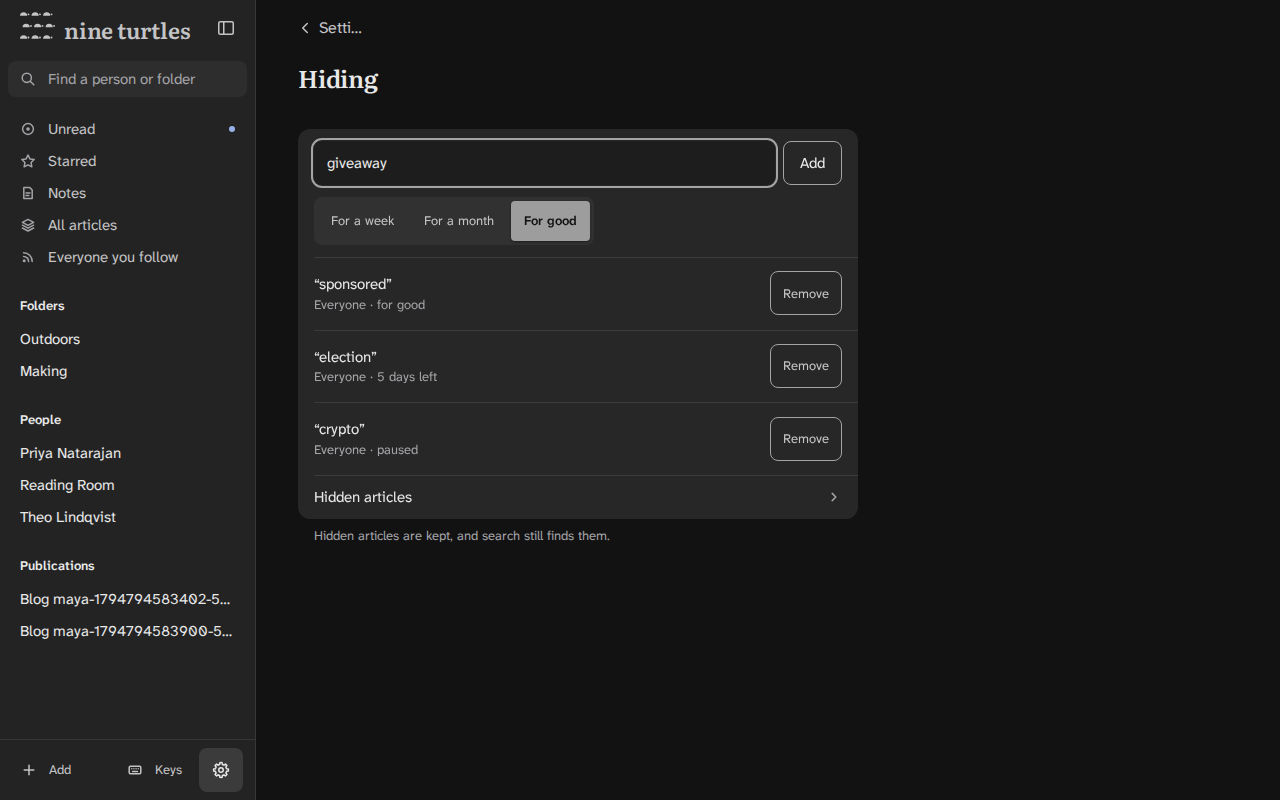 nine turtles
Find a person or folder
Unread
Starred
Notes
All articles
Everyone you follow
Folders
Outdoors
Making
People
Priya Natarajan
Reading Room
Theo Lindqvist
Publications
Blog maya-1794794583402-5...
Blog maya-1794794583900-5...
Add
Keys
Setti...
Hiding
giveaway
Add
For a week
For a month
For good
“sponsored”
Everyone · for good
Remove
“election”
Everyone · 5 days left
Remove
“crypto”
Everyone · paused
Remove
Hidden articles
Hidden articles are kept, and search still finds them.